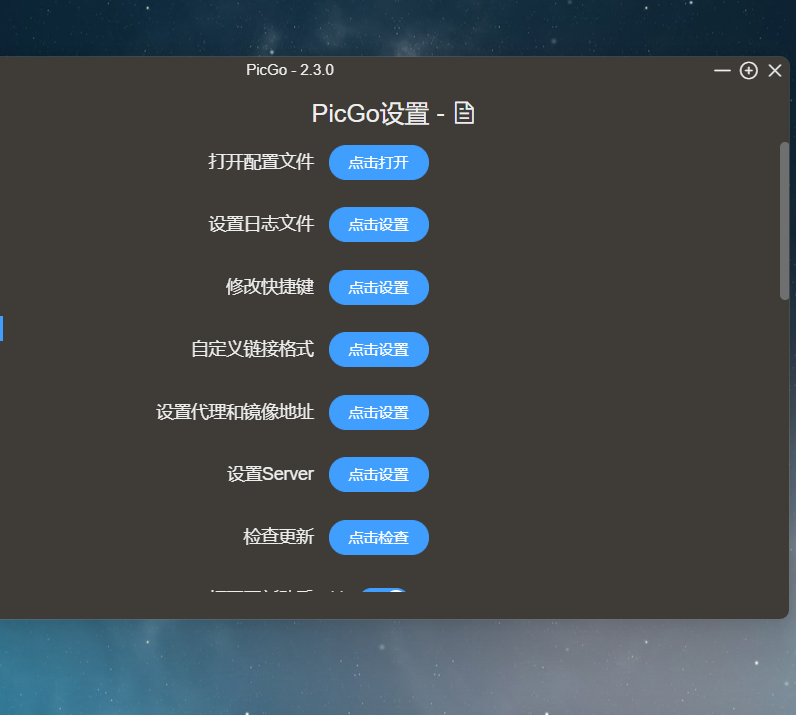 PicGo - 2.3.0
PicGo设置 -
打开配置文件 点击打开
设置日志文件 点击设置
修改快捷键 点击设置
自定义链接格式 点击设置
设置代理和镜像地址 点击设置
设置Server 点击设置
检查更新 点击检查